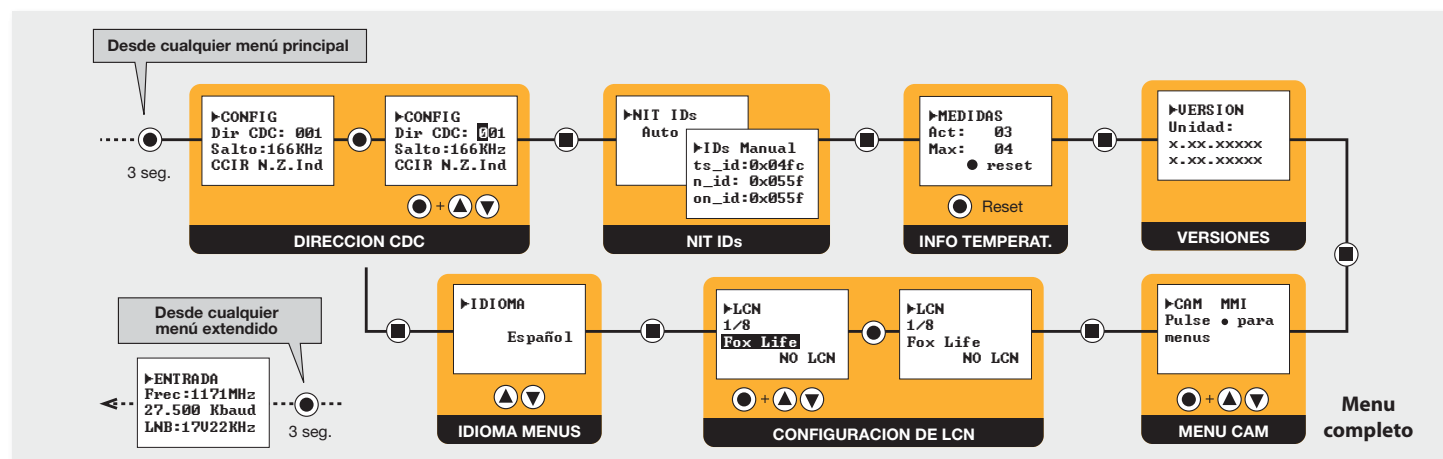 Desde cualquier menú principal
3 seg.
▶CONFIG
Dir CDC: 001
Salto:166KHz
CCIR N.Z.Ind
▶CONFIG
Dir CDC: 001
Salto:166KHz
CCIR N.Z.Ind
+
DIRECCION CDC
▶NIT IDs
Auto
▶IDs Manual
ts_id:0x04fc
n_id: 0x055f
on_id:0x055f
NIT IDs
▶MEDIDAS
Act: 03
Max: 04
● reset
Reset
INFO TEMPERAT.
▶VERSION
Unidad:
x.xx.xxxxx
x.xx.xxxxx
VERSIONES
Desde cualquier
menú extendido
▶ENTRADA
Frec:1171MHz
27.500 Kbaud
LNB:17V22KHz
3 seg.
▶IDIOMA
Español
IDIOMA MENUS
▶LCN
1/8
Fox Life
NO LCN
+
▶LCN
1/8
Fox Life
NO LCN
CONFIGURACION DE LCN
▶CAM MMI
Pulse ● para
menus
+
MENU CAM
Menu
completo